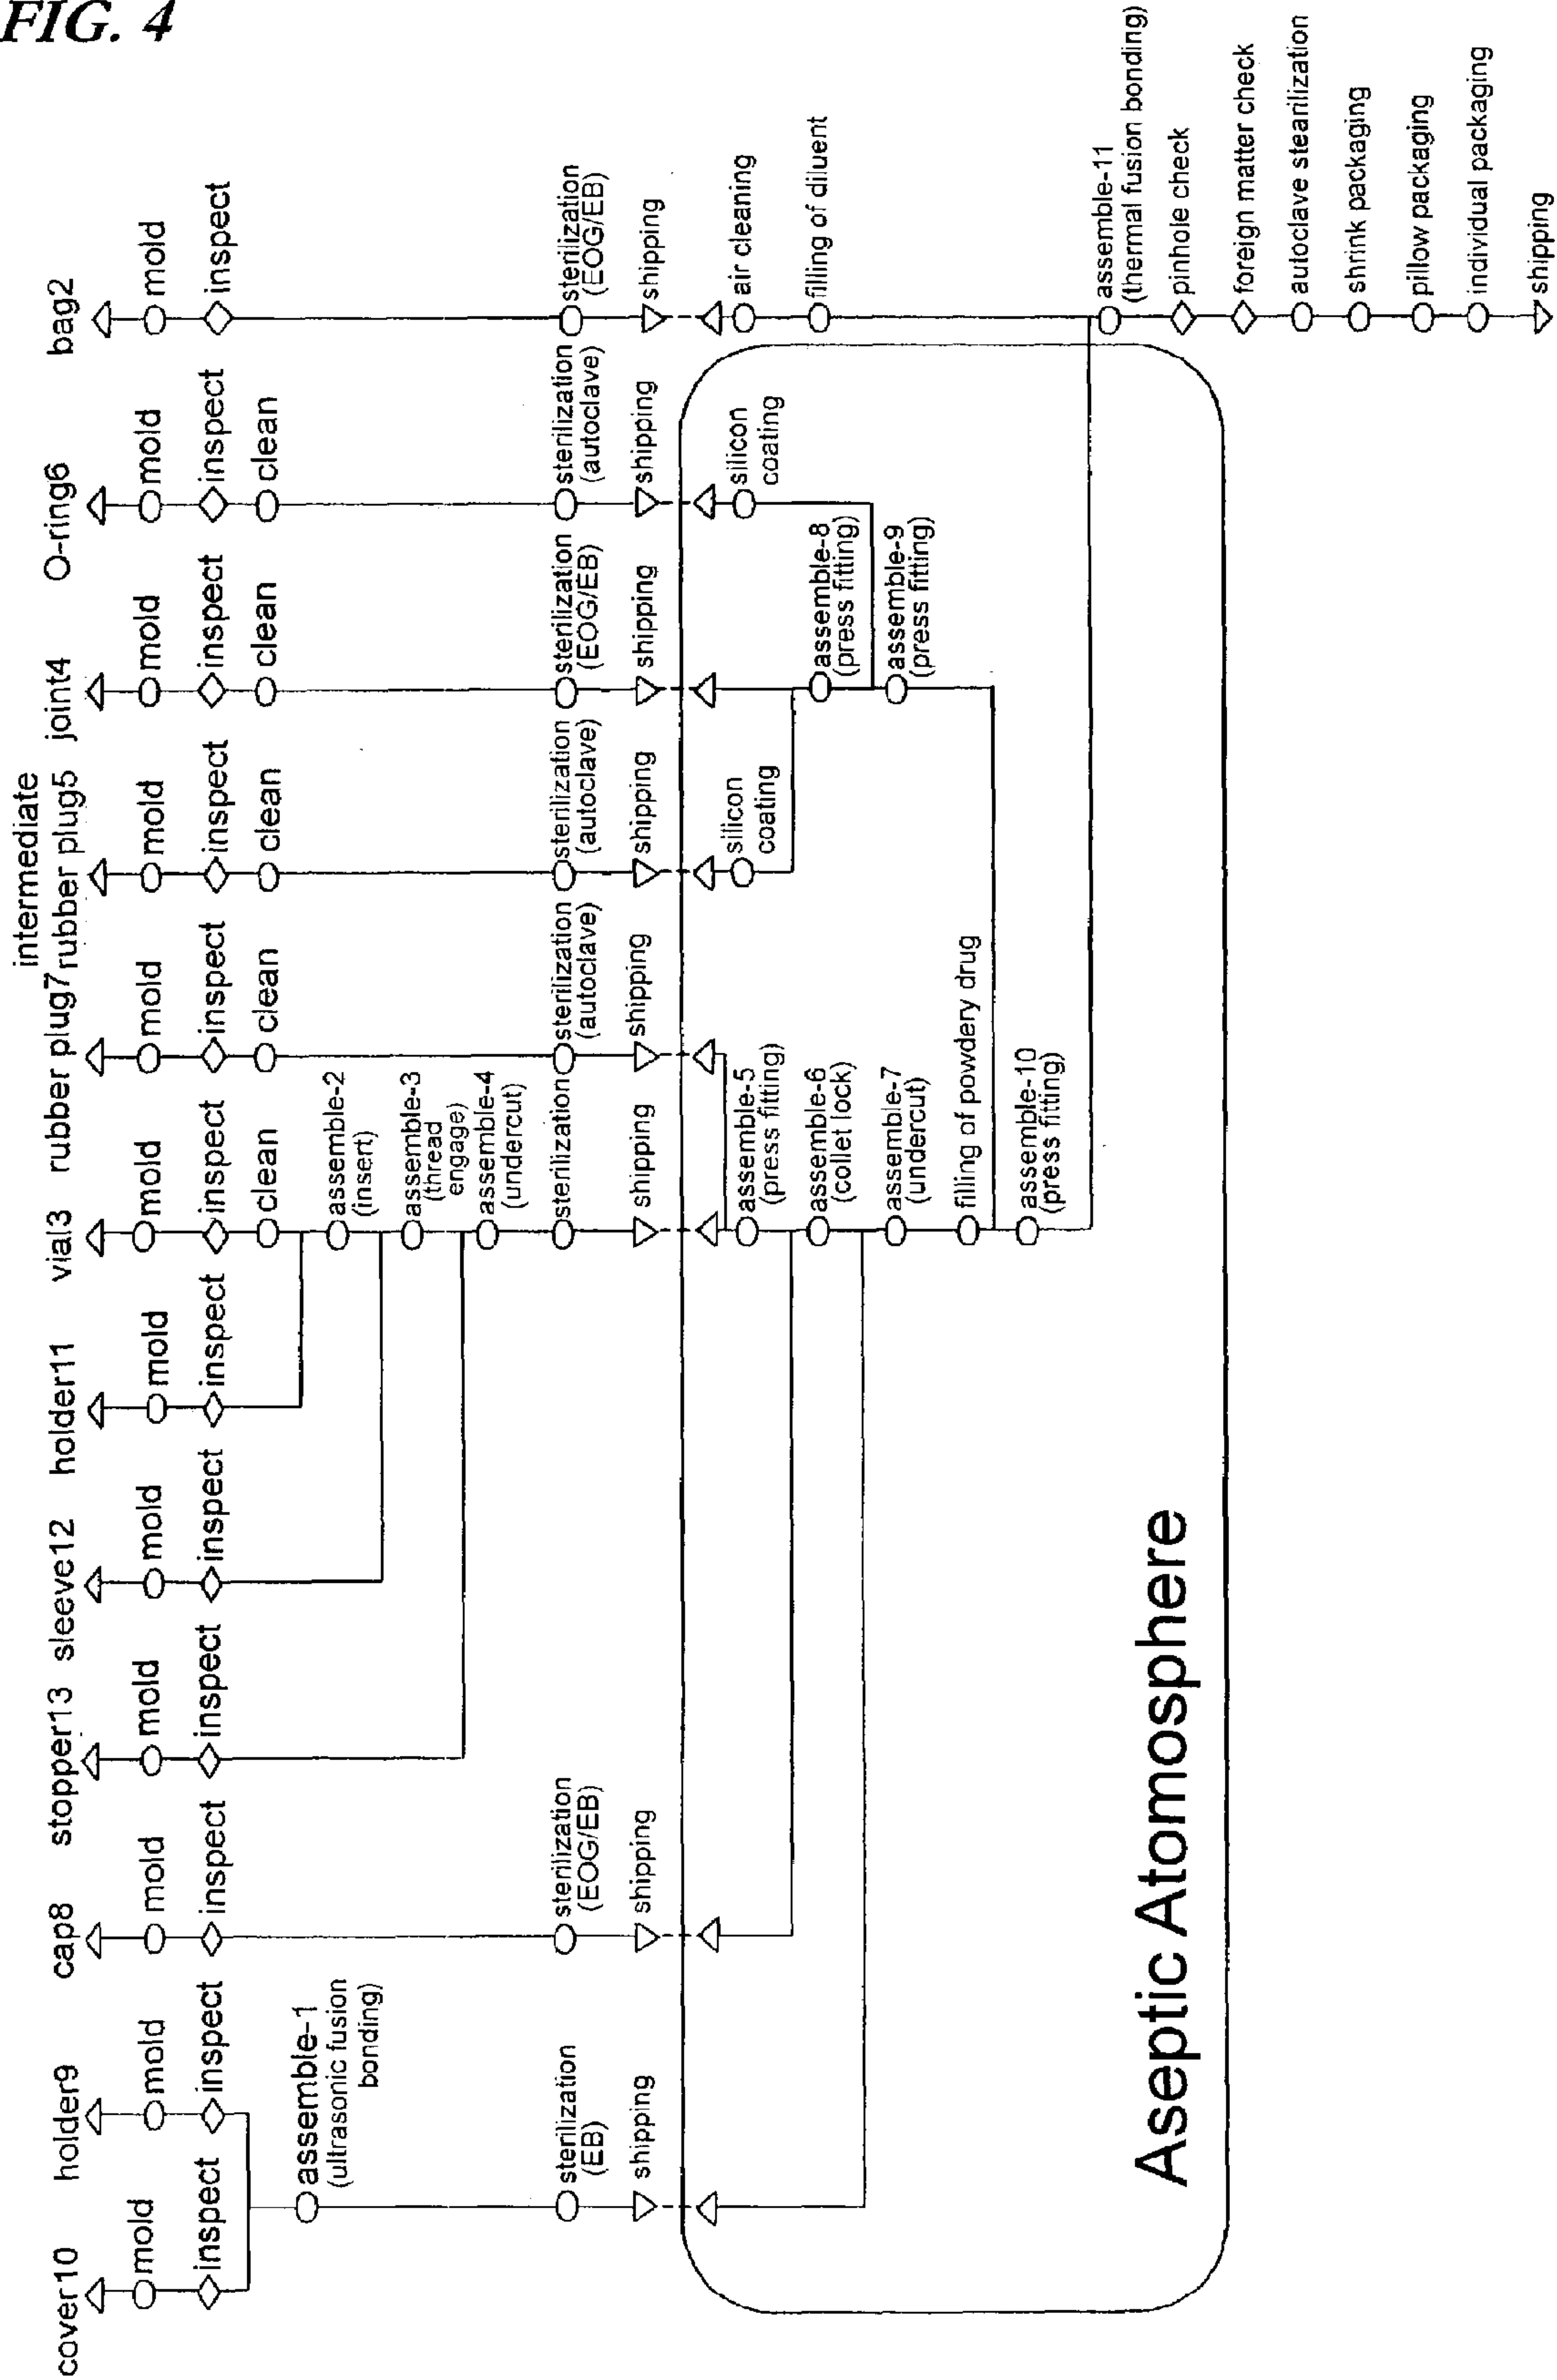 FIG. 4
cover10
mold
inspect
holder9
mold
inspect
assemble-1
(ultrasonic fusion
bonding)
sterilization
(EB)
shipping
cap8
mold
inspect
sterilization
(EOG/EB)
shipping
stopper13
mold
inspect
sleeve12
mold
inspect
holder11
mold
inspect
vial3
mold
inspect
clean
assemble-2
(insert)
assemble-3
(thread
engage)
assemble-4
(undercut)
sterilization
shipping
assemble-5
(press fitting)
assemble-6
(collet lock)
assemble-7
(undercut)
filling of powdery drug
assemble-10
(press fitting)
rubber plug7
mold
inspect
clean
sterilization
(autoclave)
shipping
intermediate
rubber plug5
mold
inspect
clean
sterilization
(autoclave)
shipping
silicon
coating
joint4
mold
inspect
clean
sterilization
(EOG/EB)
shipping
assemble-8
(press fitting)
assemble-9
(press fitting)
O-ring6
mold
inspect
clean
sterilization
(autoclave)
shipping
silicon
coating
bag2
mold
inspect
sterilization
(EOG/EB)
shipping
air cleaning
filling of diluent
assemble-11
(thermal fusion bonding)
pinhole check
foreign matter check
autoclave stearilization
shrink packaging
pillow packaging
individual packaging
shipping
Aseptic Atomosphere